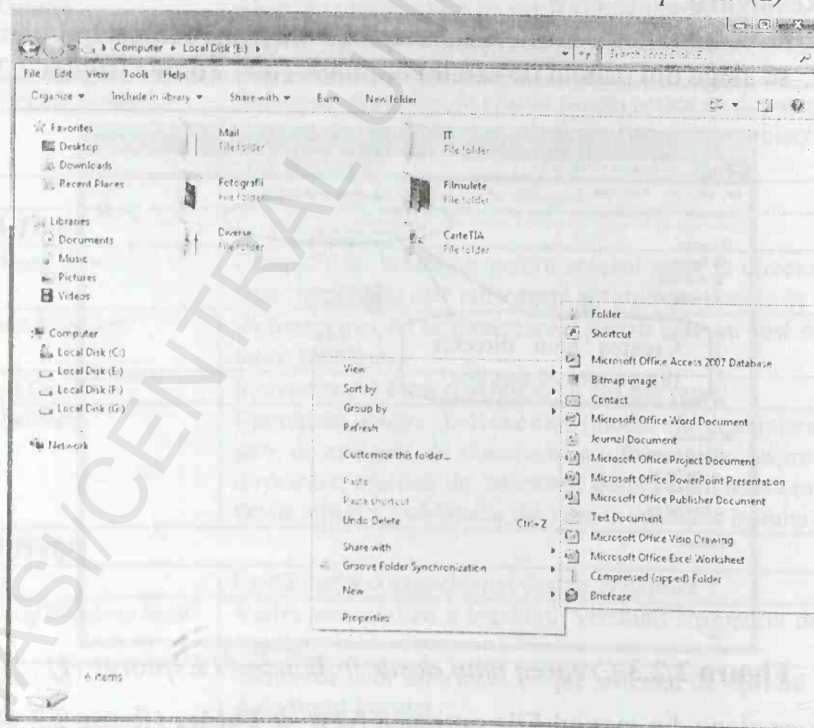 Computer ▸ Local Disk (E:) ▸
File Edit View Tools Help
Organize Include in library Share with Burn New folder
Favorites
Desktop
Downloads
Recent Places
Libraries
Documents
Music
Pictures
Videos
Computer
Local Disk (C:)
Local Disk (E:)
Local Disk (F:)
Local Disk (G:)
Network
Mail
File folder
IT
File folder
Fotografii
File folder
Filmulete
File folder
Diverse
File folder
CarteTIA
File folder
View
Sort by
Group by
Refresh
Customize this folder...
Paste
Paste shortcut
Undo Delete Ctrl+Z
Share with
Groove Folder Synchronization
New
Properties
Folder
Shortcut
Microsoft Office Access 2007 Database
Bitmap image
Contact
Microsoft Office Word Document
Journal Document
Microsoft Office Project Document
Microsoft Office PowerPoint Presentation
Microsoft Office Publisher Document
Text Document
Microsoft Office Visio Drawing
Microsoft Office Excel Worksheet
Compressed (zipped) Folder
Briefcase
6 items
IASI/CENTRAL UNI